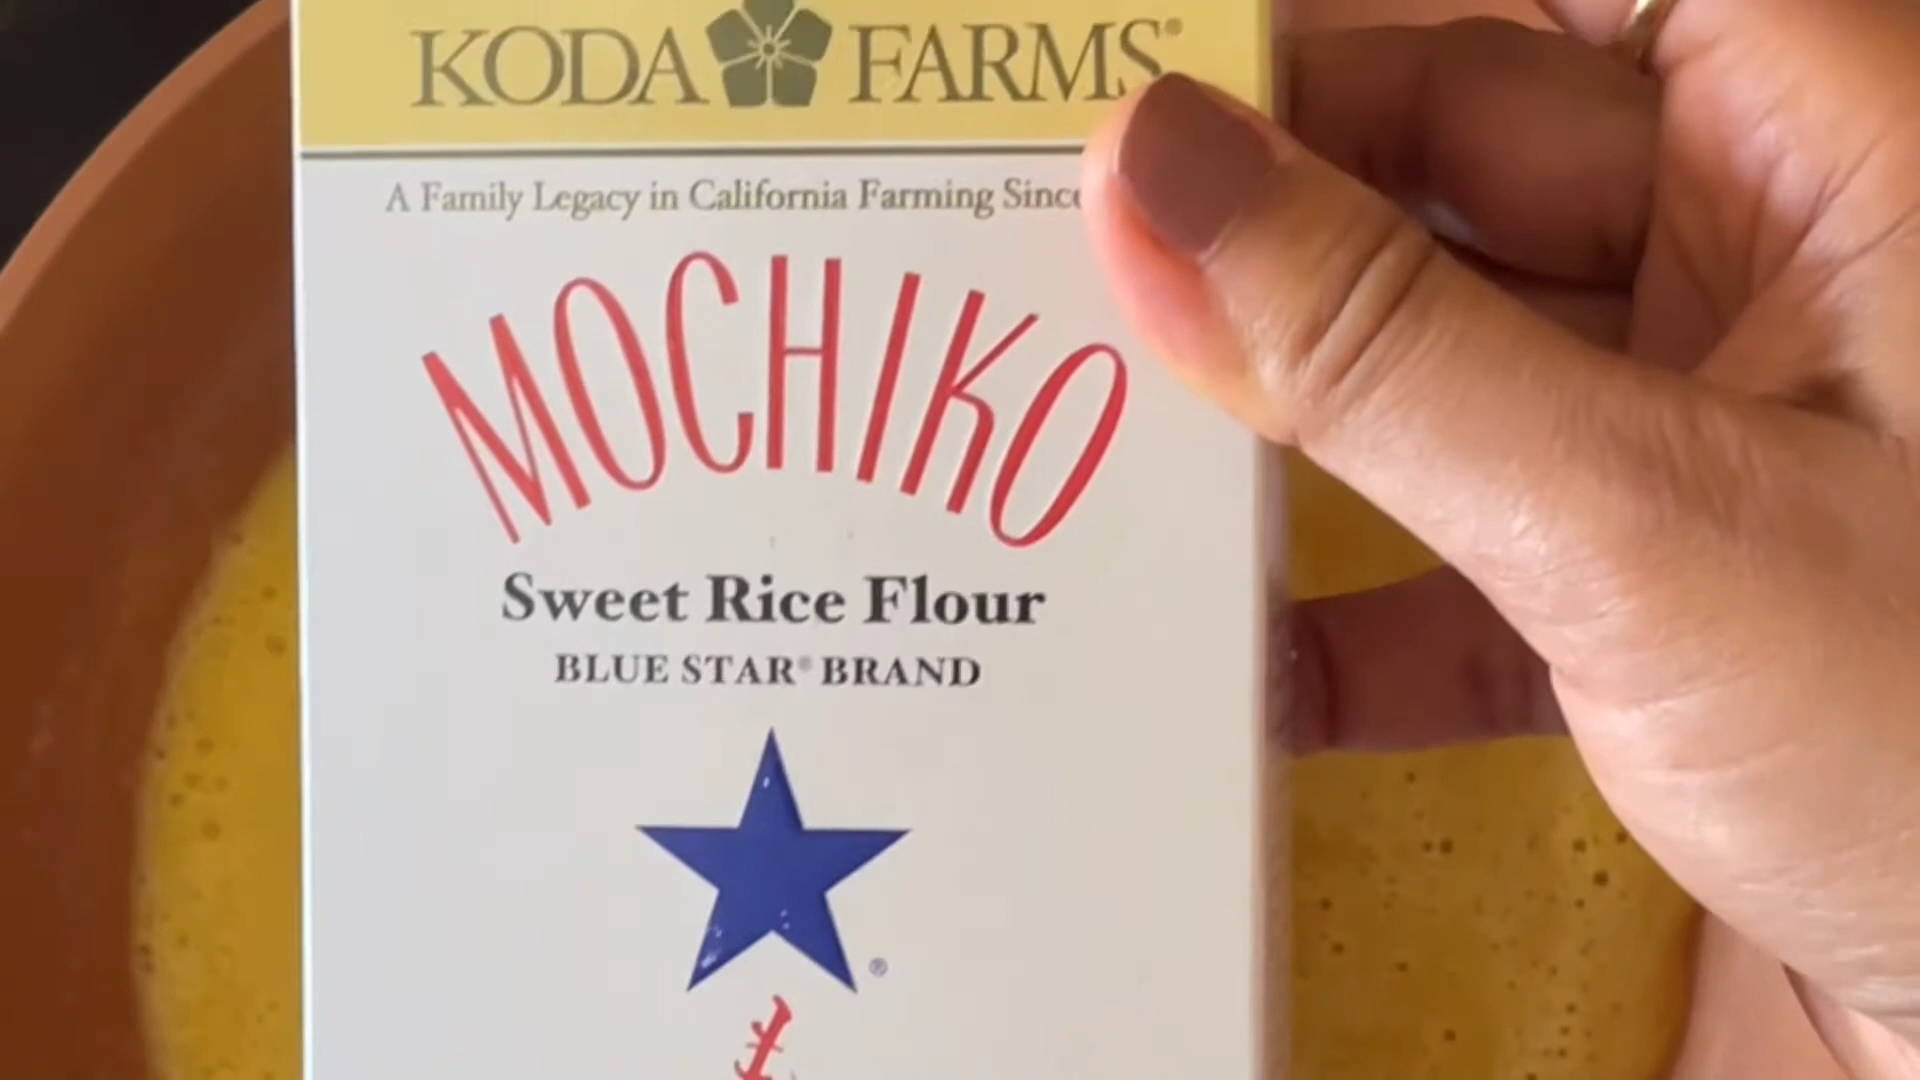 KODA FARMS®
A Family Legacy in California Farming Since
MOCHIKO
Sweet Rice Flour
BLUE STAR® BRAND
®